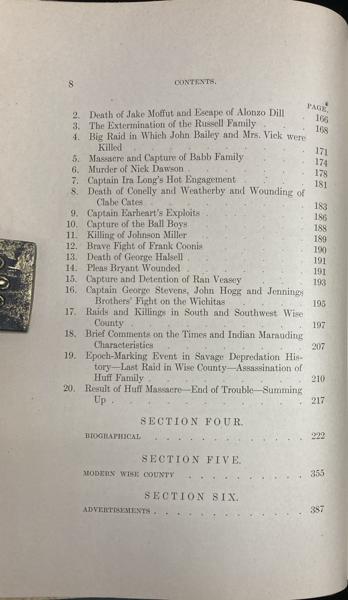 8 CONTENTS.
PAGE.
2. Death of Jake Moffut and Escape of Alonzo Dill . 166
3. The Extermination of the Russell Family . . . 168
4. Big Raid in Which John Bailey and Mrs. Vick were
Killed . . . . . . . . . 171
5. Massacre and Capture of Babb Family . . . . 174
6. Murder of Nick Dawson . . . . . . . 178
7. Captain Ira Long's Hot Engagement . . . . 181
8. Death of Conelly and Weatherby and Wounding of
Clabe Cates . . . . . . . . 183
9. Captain Earheart's Exploits . . . . . . 186
10. Capture of the Ball Boys . . . . . . 188
11. Killing of Johnson Miller . . . . . . 189
12. Brave Fight of Frank Coonis . . . . . 190
13. Death of George Halsell . . . . . . 191
14. Pleas Bryant Wounded . . . . . . . 191
15. Capture and Detention of Ran Veasey . . . . 193
16. Captain George Stevens, John Hogg and Jennings
Brothers' Fight on the Wichitas . . . . 195
17. Raids and Killings in South and Southwest Wise
County . . . . . . . . . 197
18. Brief Comments on the Times and Indian Marauding
Characteristics . . . . . . . 207
19. Epoch-Marking Event in Savage Depredation His-
tory—Last Raid in Wise County—Assassination of
Huff Family . . . . . . . . 210
20. Result of Huff Massacre—End of Trouble—Summing
Up . . . . . . . . . . 217
SECTION FOUR.
BIOGRAPHICAL . . . . . . . . . 222
SECTION FIVE.
MODERN WISE COUNTY . . . . . . . 355
SECTION SIX.
ADVERTISEMENTS . . . . . . . . . 387